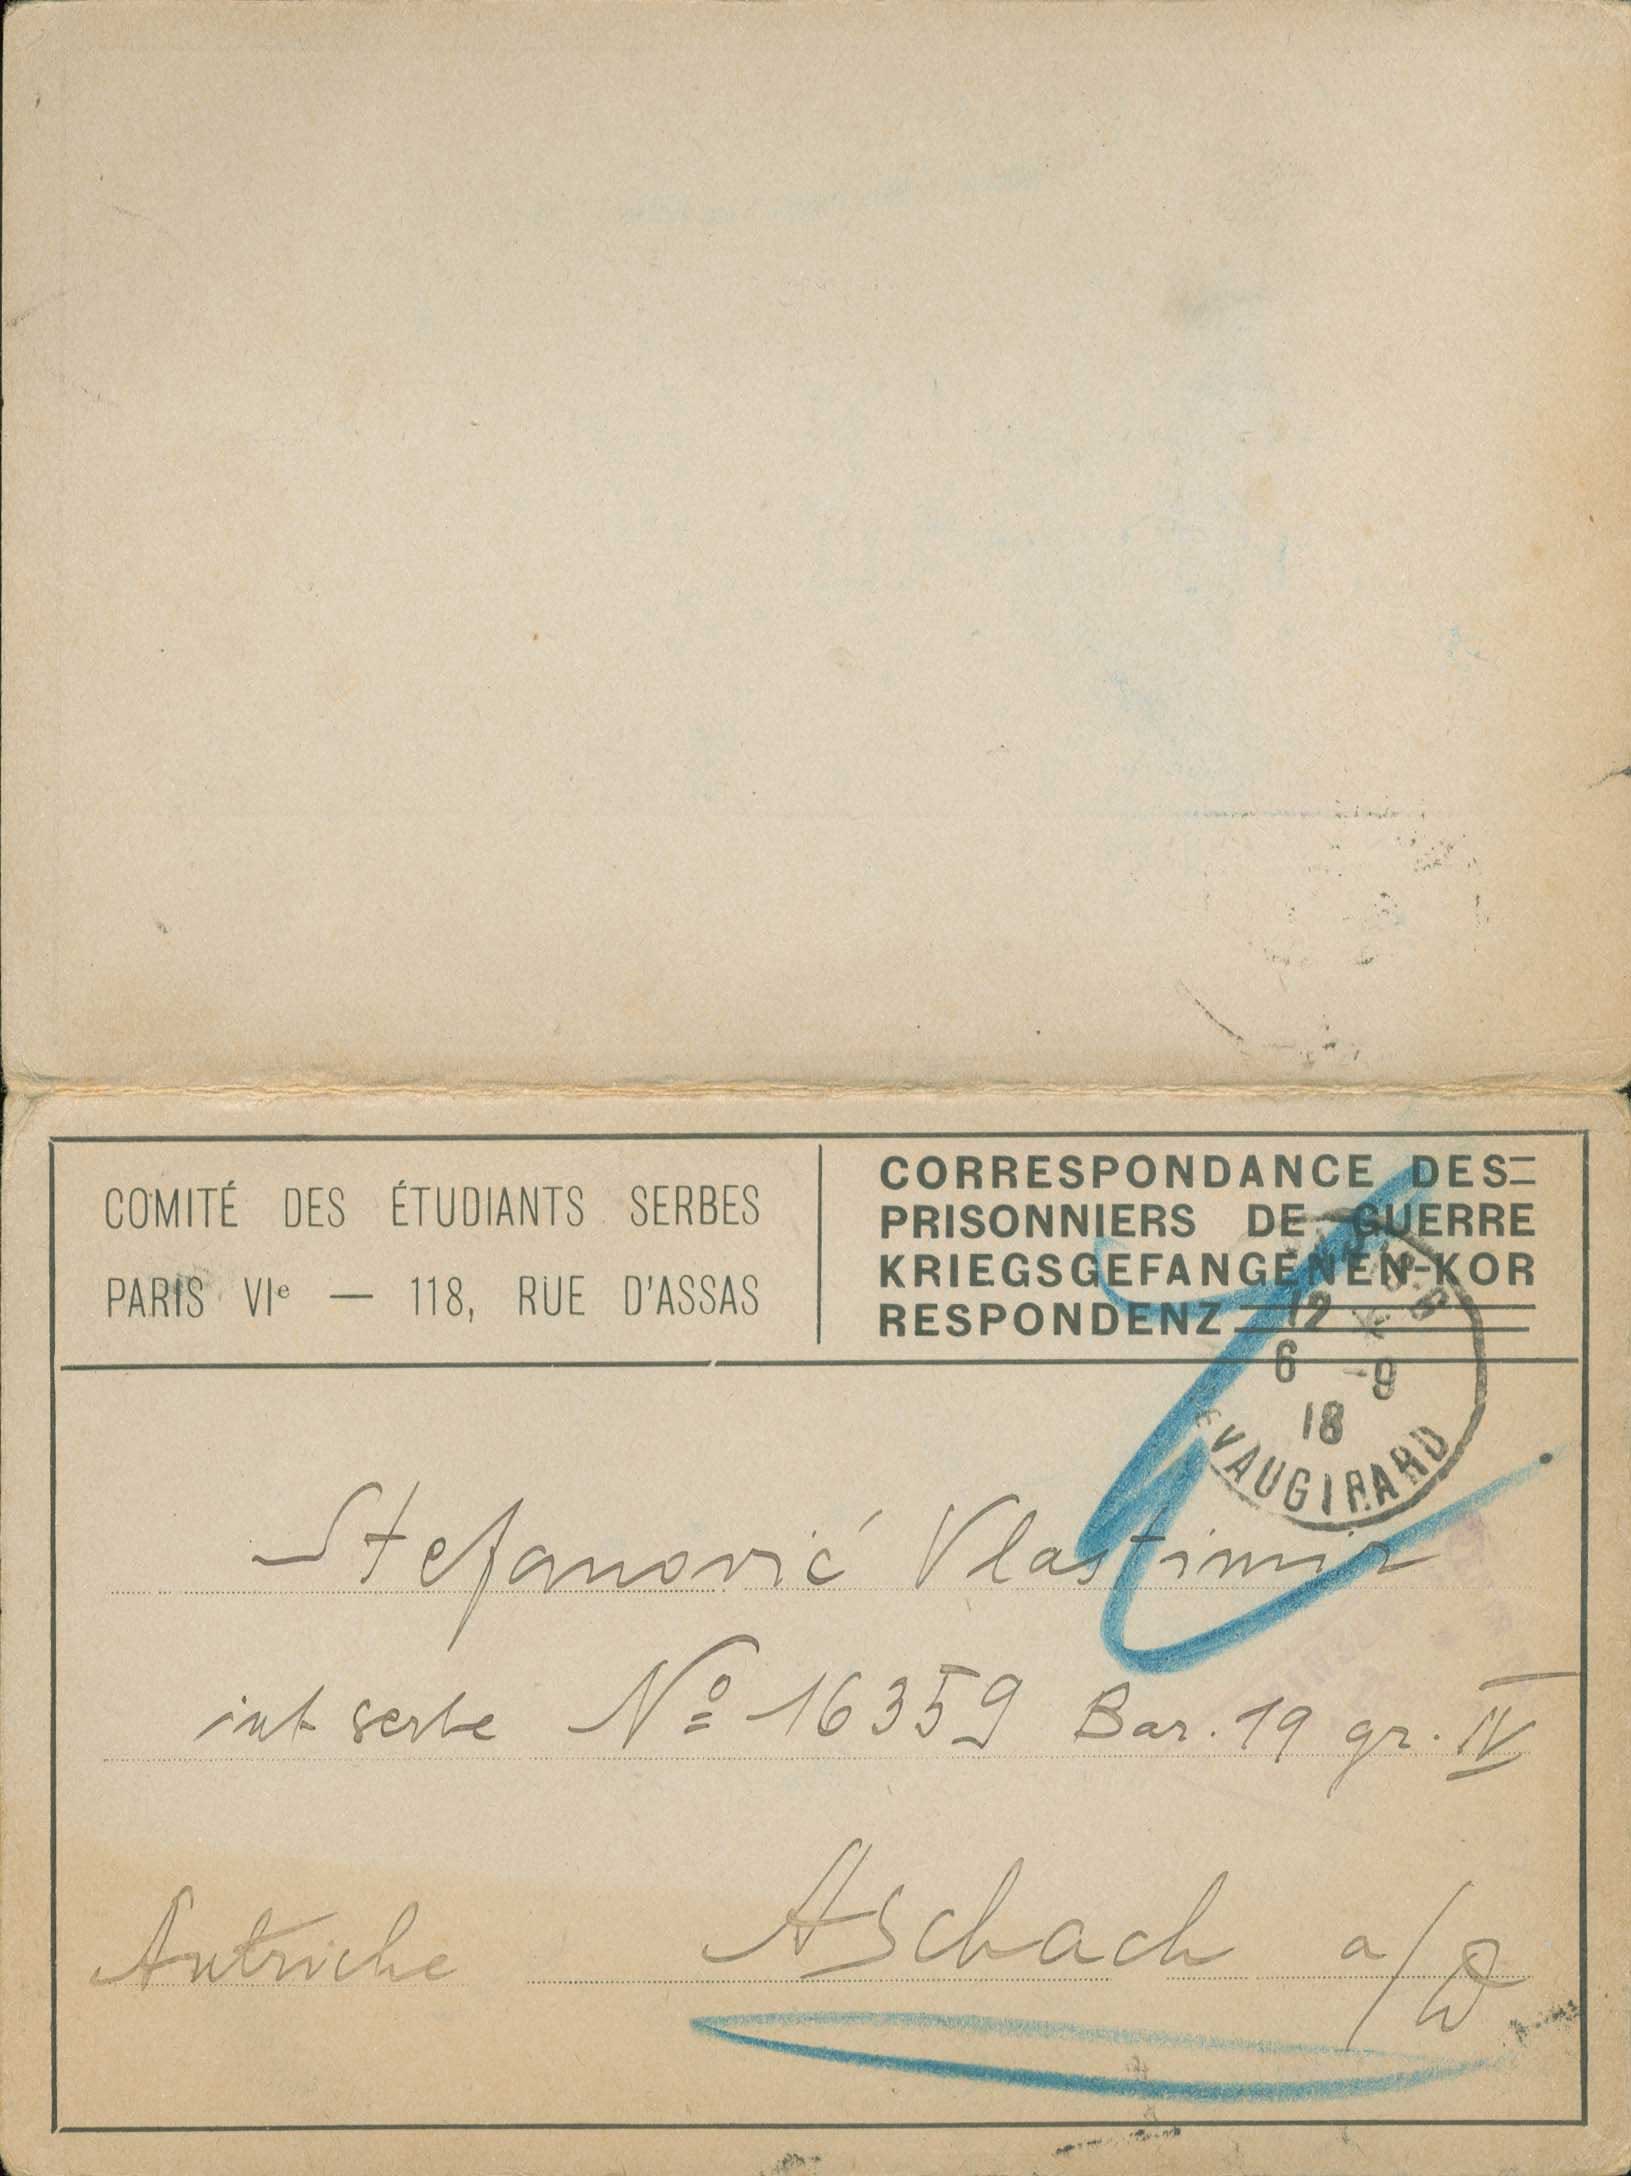 COMITÉ DES ÉTUDIANTS SERBES
PARIS VIe — 118, RUE D'ASSAS
CORRESPONDANCE DES
PRISONNIERS DE GUERRE
KRIEGSGEFANGENEN-KOR
RESPONDENZ
12
6 -9
18
VAUGIRARD
Stefanović Vlastimir
int serbe Nº 16359 Bar. 19 gr. IV
Autriche Aschach a/D